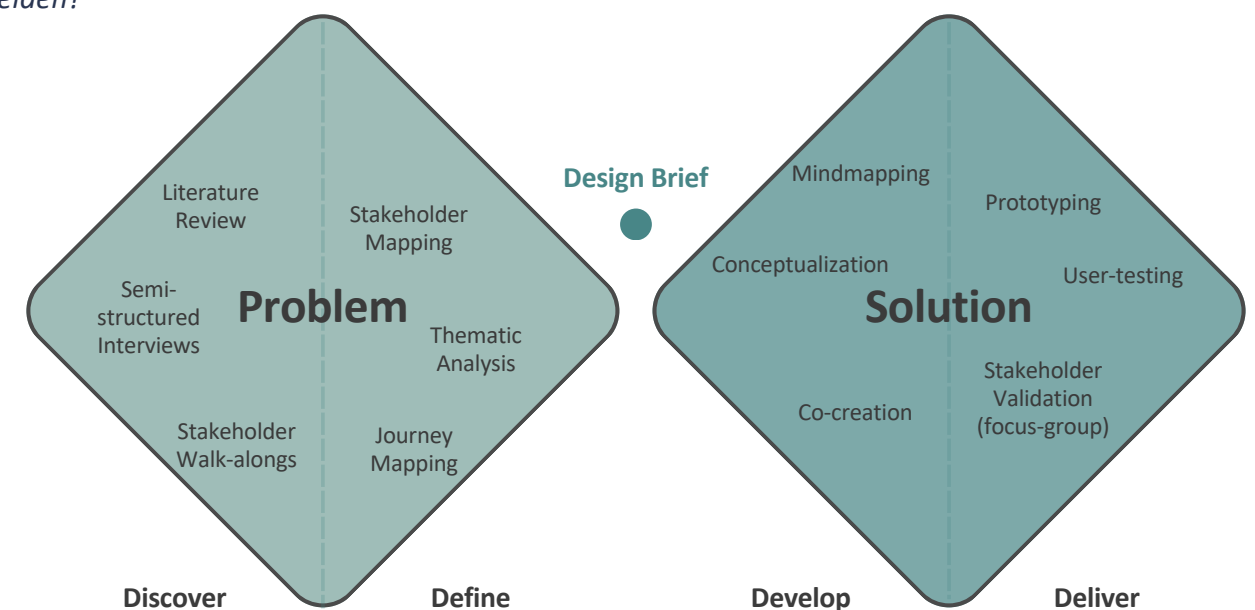 Literature
Review
Stakeholder
Mapping
Semi-
structured
Interviews
Problem
Thematic
Analysis
Stakeholder
Walk-alongs
Journey
Mapping
Design Brief
Mindmapping
Prototyping
Conceptualization
User-testing
Solution
Stakeholder
Validation
(focus-group)
Co-creation
Discover
Define
Develop
Deliver